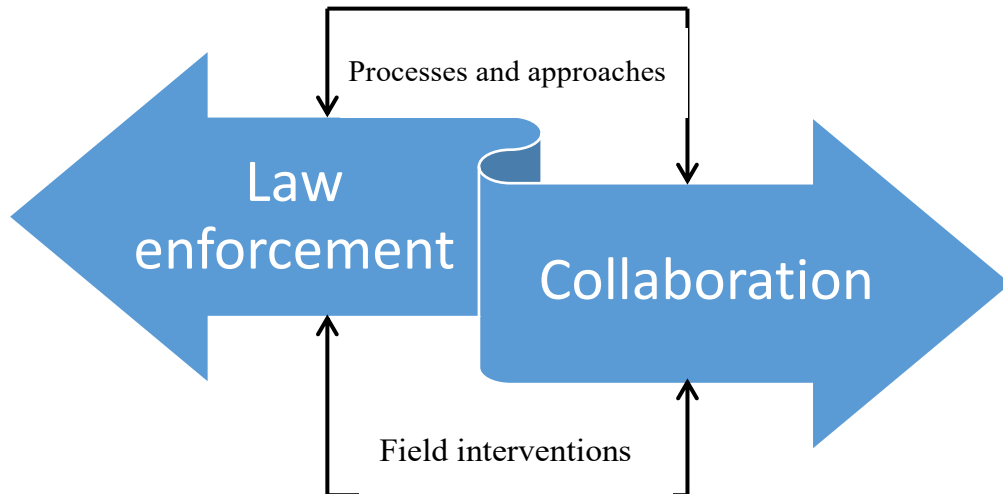 Processes and approaches
Law
enforcement
Collaboration
Field interventions